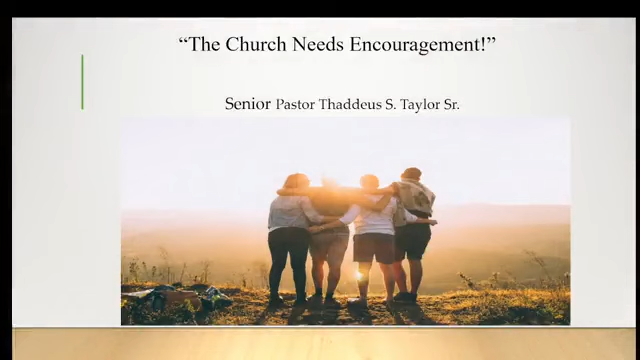 “The Church Needs Encouragement!”
Senior Pastor Thaddeus S. Taylor Sr.